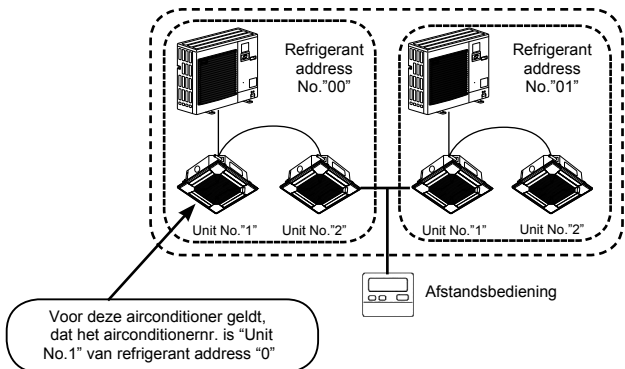 Refrigerant
address
No."00"
Refrigerant
address
No."01"
Unit No."1"
Unit No."2"
Unit No."1"
Unit No."2"
Afstandsbediening
Voor deze airconditioner geldt,
dat het airconditionernr. is “Unit
No.1” van refrigerant address “0”